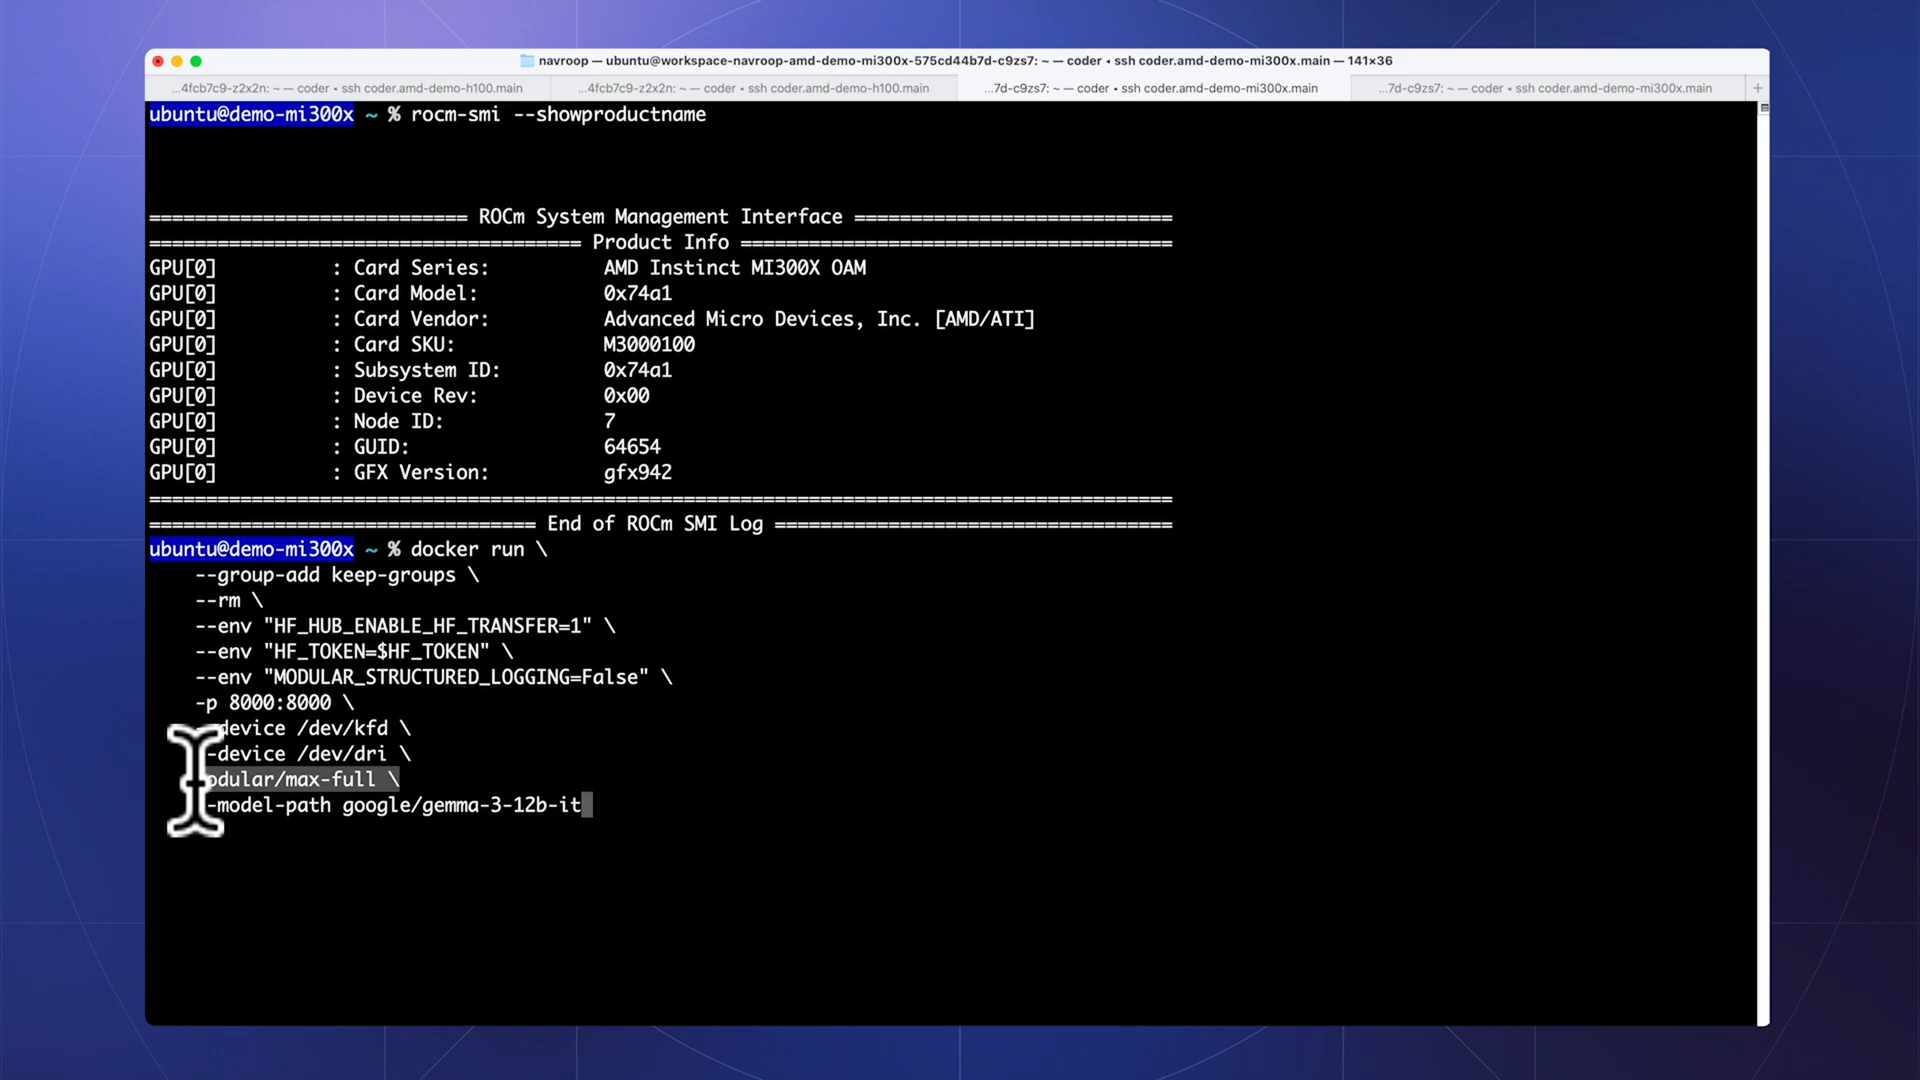 navroop — ubuntu@workspace-navroop-amd-demo-mi300x-575cd44b7d-c9zs7: ~ — coder • ssh coder.amd-demo-mi300x.main — 141×36
...4fcb7c9-z2x2n: ~ — coder • ssh coder.amd-demo-h100.main
...4fcb7c9-z2x2n: ~ — coder • ssh coder.amd-demo-h100.main
...7d-c9zs7: ~ — coder • ssh coder.amd-demo-mi300x.main
...7d-c9zs7: ~ — coder • ssh coder.amd-demo-mi300x.main
ubuntu@demo-mi300x ~ % rocm-smi --showproductname
============================ ROCm System Management Interface ============================
====================================== Product Info ======================================
GPU[0] : Card Series: AMD Instinct MI300X OAM
GPU[0] : Card Model: 0x74a1
GPU[0] : Card Vendor: Advanced Micro Devices, Inc. [AMD/ATI]
GPU[0] : Card SKU: M3000100
GPU[0] : Subsystem ID: 0x74a1
GPU[0] : Device Rev: 0x00
GPU[0] : Node ID: 7
GPU[0] : GUID: 64654
GPU[0] : GFX Version: gfx942
==========================================================================================
================================== End of ROCm SMI Log ===================================
ubuntu@demo-mi300x ~ % docker run \
--group-add keep-groups \
--rm \
--env "HF_HUB_ENABLE_HF_TRANSFER=1" \
--env "HF_TOKEN=$HF_TOKEN" \
--env "MODULAR_STRUCTURED_LOGGING=False" \
-p 8000:8000 \
device /dev/kfd \
-device /dev/dri \
odular/max-full \
-model-path google/gemma-3-12b-it